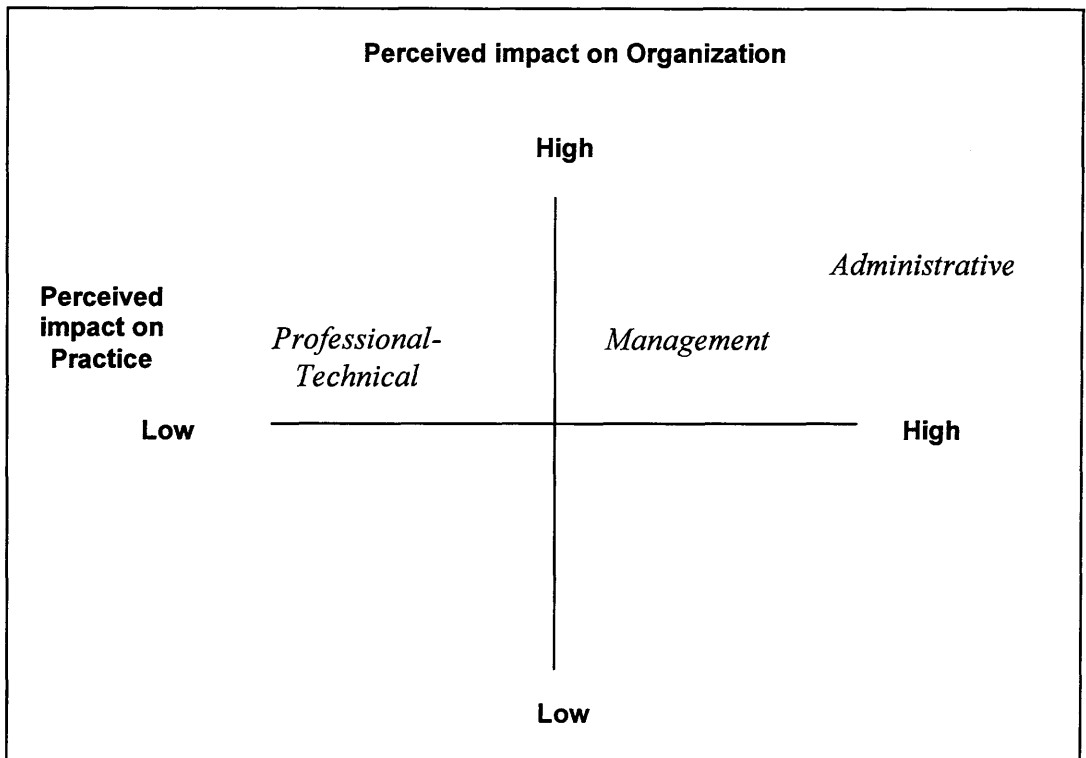 Perceived impact on Organization
High
Administrative
Perceived
impact on
Practice
Professional-
Technical
Management
Low
High
Low